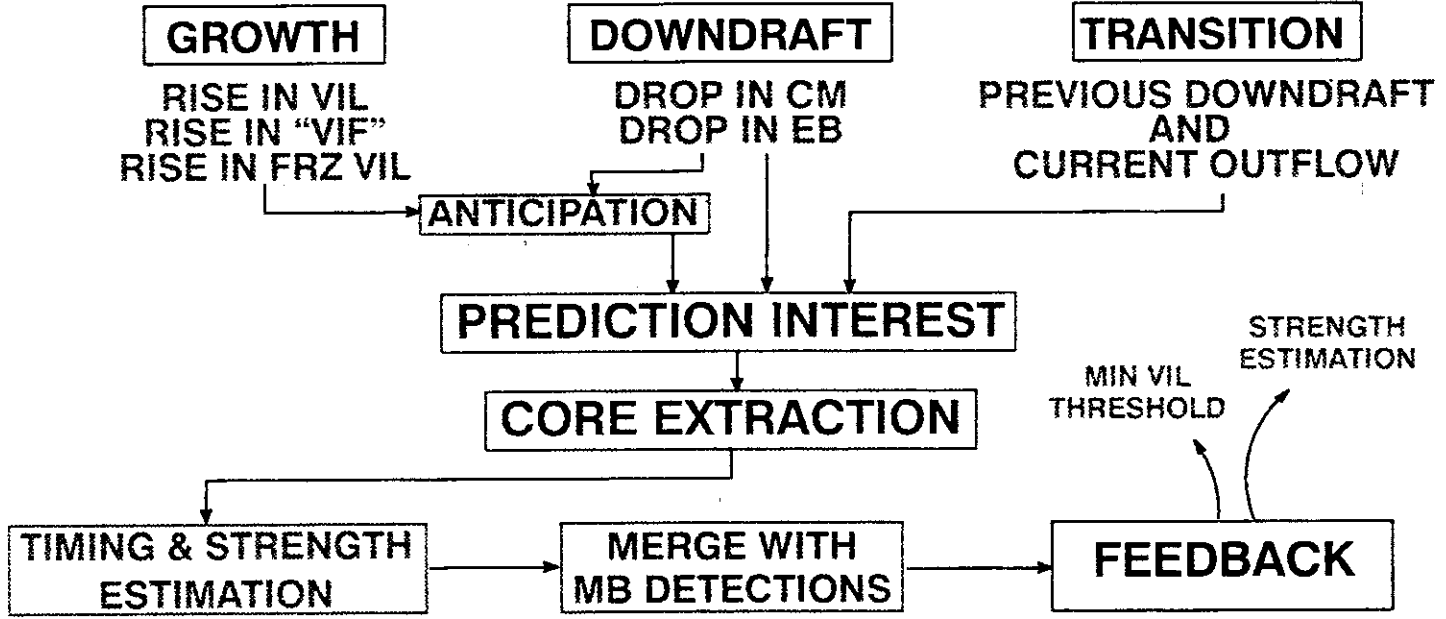 GROWTH
RISE IN VIL
RISE IN "VIF"
RISE IN FRZ VIL
DOWNDRAFT
DROP IN CM
DROP IN EB
TRANSITION
PREVIOUS DOWNDRAFT
AND
CURRENT OUTFLOW
ANTICIPATION
PREDICTION INTEREST
CORE EXTRACTION
TIMING & STRENGTH
ESTIMATION
MERGE WITH
MB DETECTIONS
FEEDBACK
MIN VIL
THRESHOLD
STRENGTH
ESTIMATION